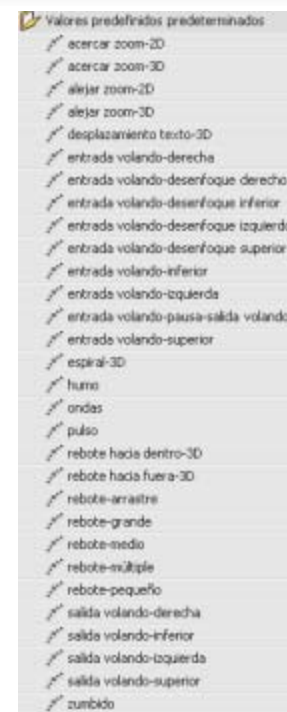 Valores predefinidos predeterminados
acercar zoom-2D
acercar zoom-3D
alejar zoom-2D
alejar zoom-3D
desplazamiento texto-3D
entrada volando-derecha
entrada volando-desenfoque derecho
entrada volando-desenfoque inferior
entrada volando-desenfoque izquierdo
entrada volando-desenfoque superior
entrada volando-inferior
entrada volando-izquierda
entrada volando-pausa-salida volando
entrada volando-superior
espiral-3D
humo
ondas
pulso
rebote hacia dentro-3D
rebote hacia fuera-3D
rebote-arrastre
rebote-grande
rebote-medio
rebote-múltiple
rebote-pequeño
salida volando-derecha
salida volando-inferior
salida volando-izquierda
salida volando-superior
zumbido